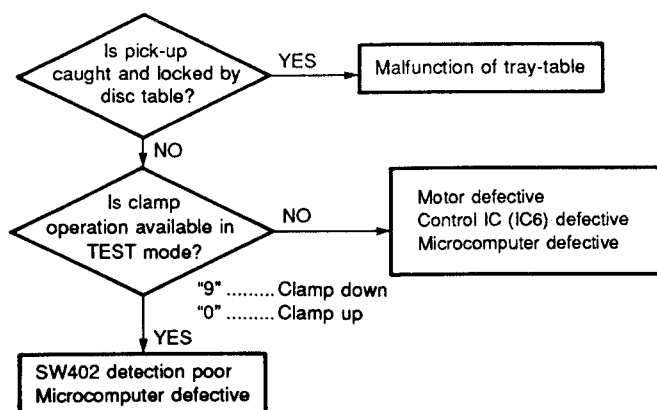 Is pick-up
caught and locked by
disc table?
YES
Malfunction of tray-table
NO
Is clamp
operation available in
TEST mode?
NO
Motor defective
Control IC (IC6) defective
Microcomputer defective
"9" ......... Clamp down
"0" ......... Clamp up
YES
SW402 detection poor
Microcomputer defective